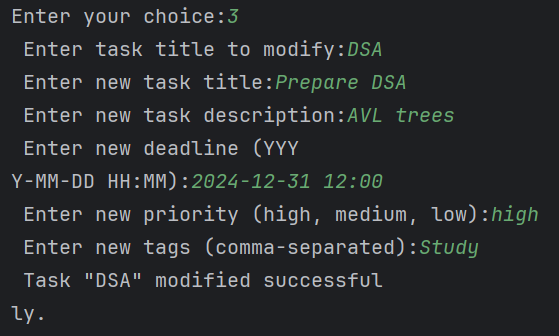 Enter your choice:3
Enter task title to modify:DSA
Enter new task title:Prepare DSA
Enter new task description:AVL trees
Enter new deadline (YYY
Y-MM-DD HH:MM):2024-12-31 12:00
Enter new priority (high, medium, low):high
Enter new tags (comma-separated):Study
Task "DSA" modified successful
ly.